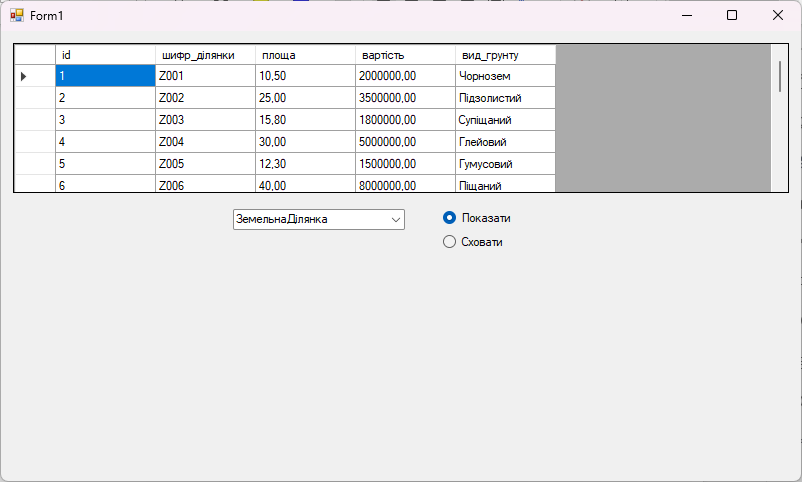 Form1
id шифр_ділянки площа вартість вид_грунту
1 Z001 10,50 2000000,00 Чорнозем
2 Z002 25,00 3500000,00 Підзолистий
3 Z003 15,80 1800000,00 Супіщаний
4 Z004 30,00 5000000,00 Глейовий
5 Z005 12,30 1500000,00 Гумусовий
6 Z006 40,00 8000000,00 Піщаний
ЗемельнаДілянка Показати
Сховати